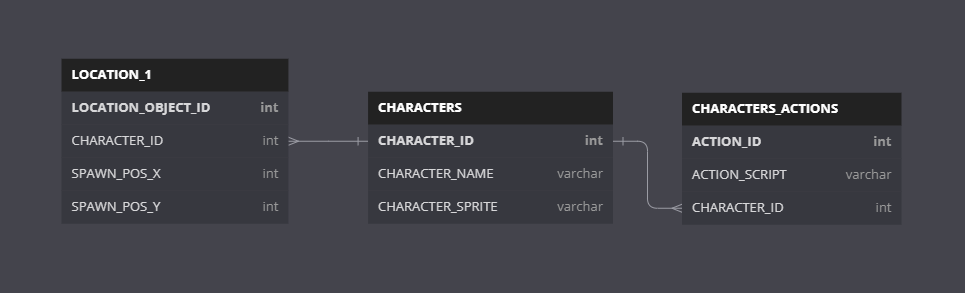 LOCATION_1
LOCATION_OBJECT_ID int
CHARACTER_ID int
SPAWN_POS_X int
SPAWN_POS_Y int
CHARACTERS
CHARACTER_ID int
CHARACTER_NAME varchar
CHARACTER_SPRITE varchar
CHARACTERS_ACTIONS
ACTION_ID int
ACTION_SCRIPT varchar
CHARACTER_ID int